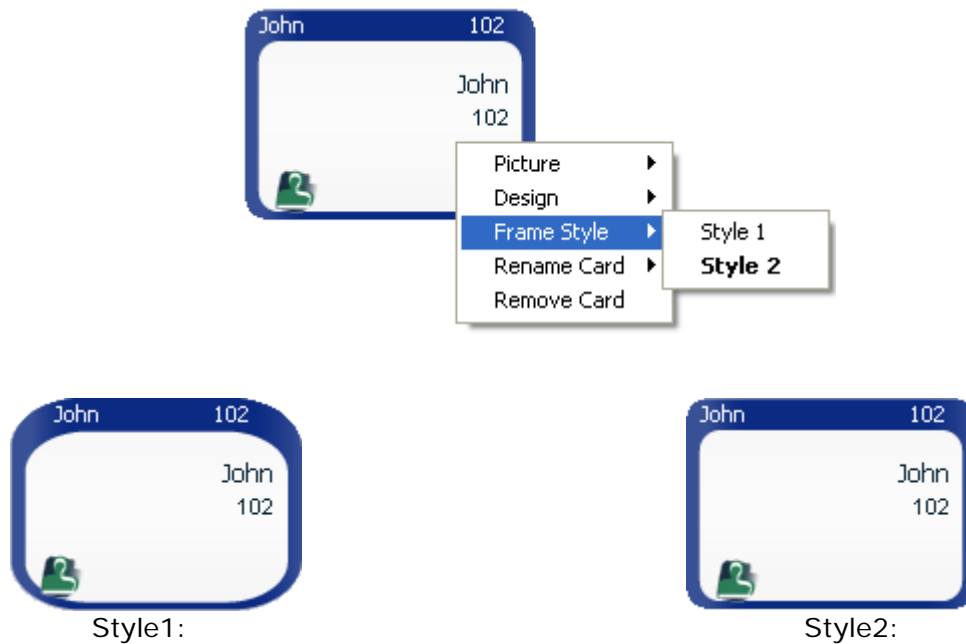 John 102
John
102
Picture
Design
Frame Style
Style 1
Rename Card
Style 2
Remove Card
John 102
John
102
Style1:
John 102
John
102
Style2: